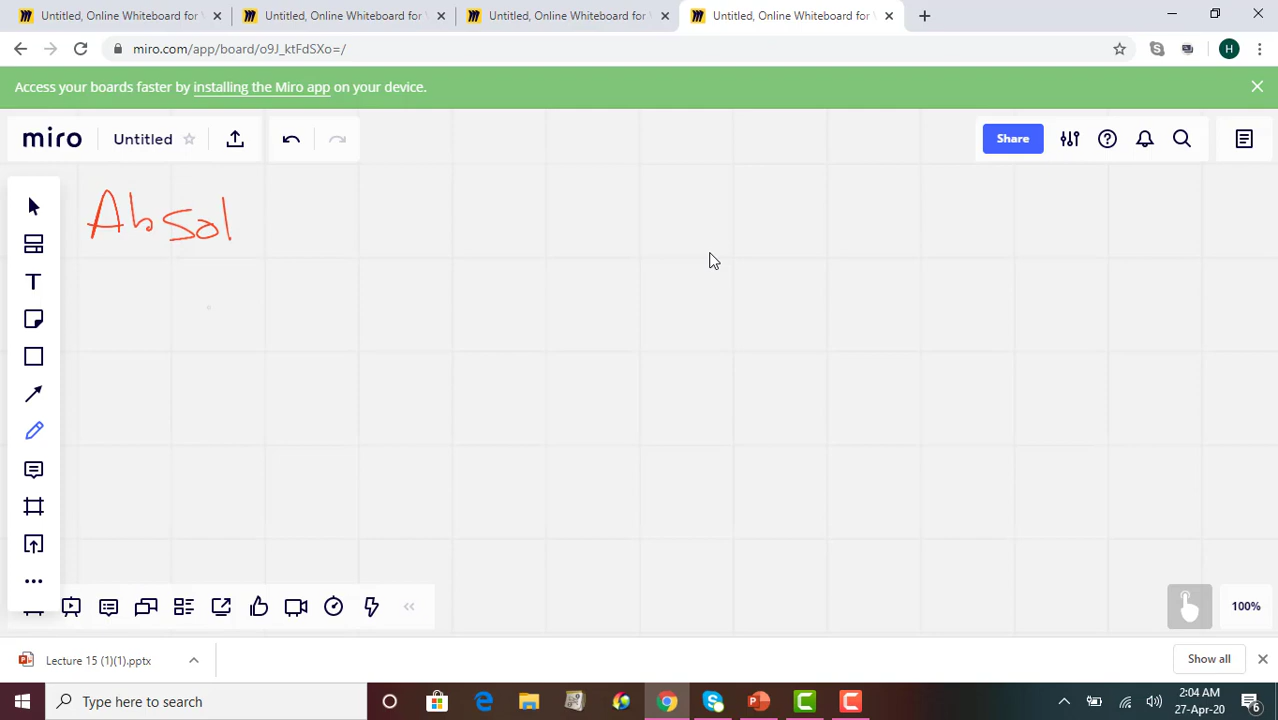 Untitled, Online Whiteboard for V
Untitled, Online Whiteboard for V
Untitled, Online Whiteboard for V
Untitled, Online Whiteboard for V
miro.com/app/board/o9J_ktFdSXo=/
H
Access your boards faster by installing the Miro app on your device.
miro
Untitled
Share
Absol
T
100%
Lecture 15 (1)(1).pptx
Show all
Type here to search
2:04 AM
27-Apr-20
6